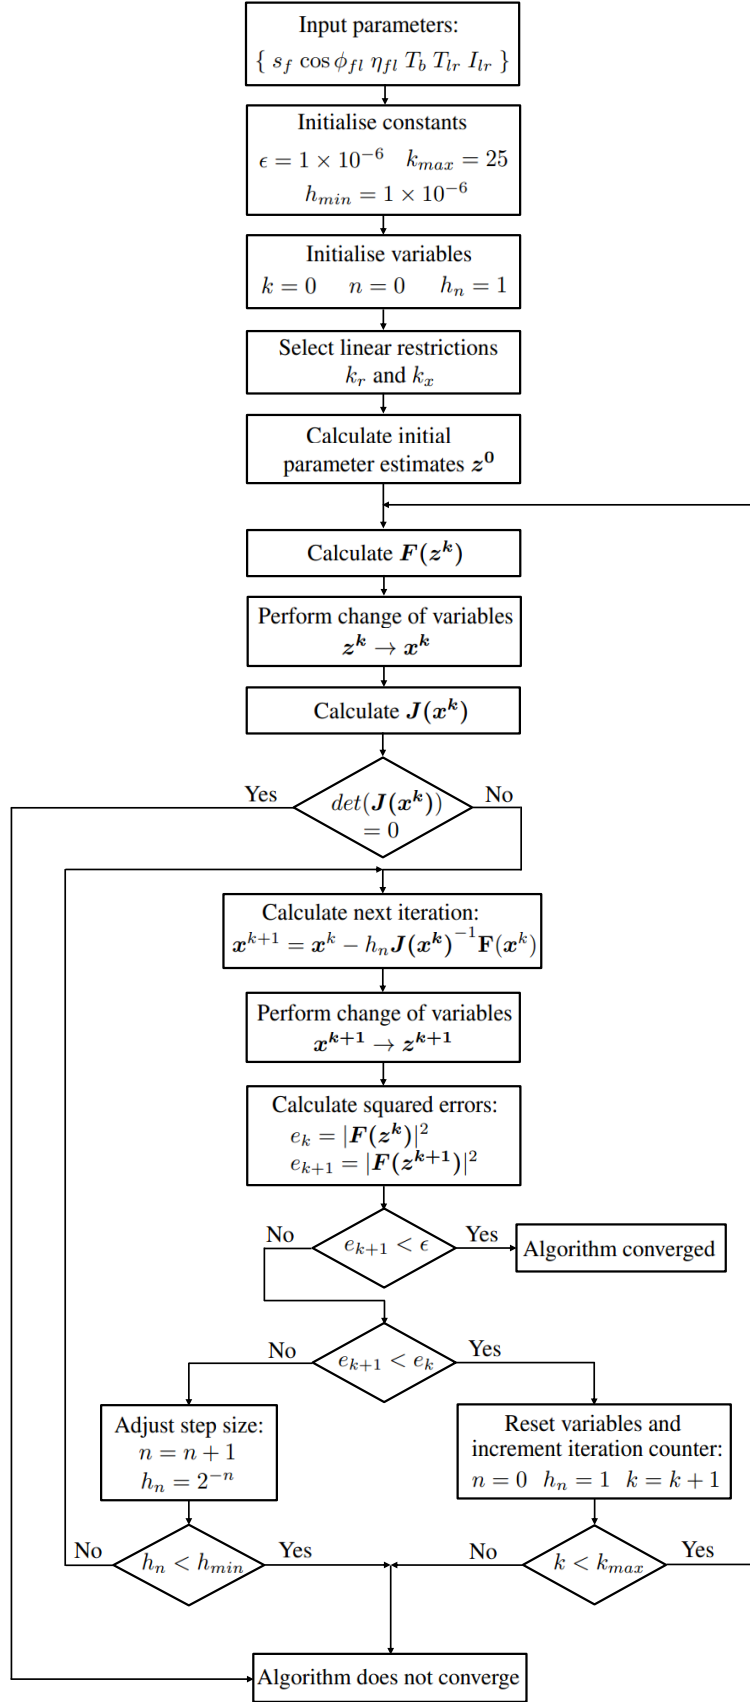 Input parameters:
{ s_f cos ϕ_fl η_fl T_b T_lr I_lr }
Initialise constants
ϵ = 1 × 10⁻⁶ k_max = 25
h_min = 1 × 10⁻⁶
Initialise variables
k = 0 n = 0 h_n = 1
Select linear restrictions
k_r and k_x
Calculate initial
parameter estimates z⁰
Calculate F(z^k)
Perform change of variables
z^k → x^k
Calculate J(x^k)
Yes
det(J(x^k))
= 0
No
Calculate next iteration:
x^{k+1} = x^k − h_n J(x^k)^{−1} F(x^k)
Perform change of variables
x^{k+1} → z^{k+1}
Calculate squared errors:
e_k = |F(z^k)|²
e_{k+1} = |F(z^{k+1})|²
No
e_{k+1} < ϵ
Yes
Algorithm converged
No
e_{k+1} < e_k
Yes
Adjust step size:
n = n + 1
h_n = 2^{−n}
Reset variables and
increment iteration counter:
n = 0 h_n = 1 k = k + 1
No
h_n < h_min
Yes
No
k < k_max
Yes
Algorithm does not converge